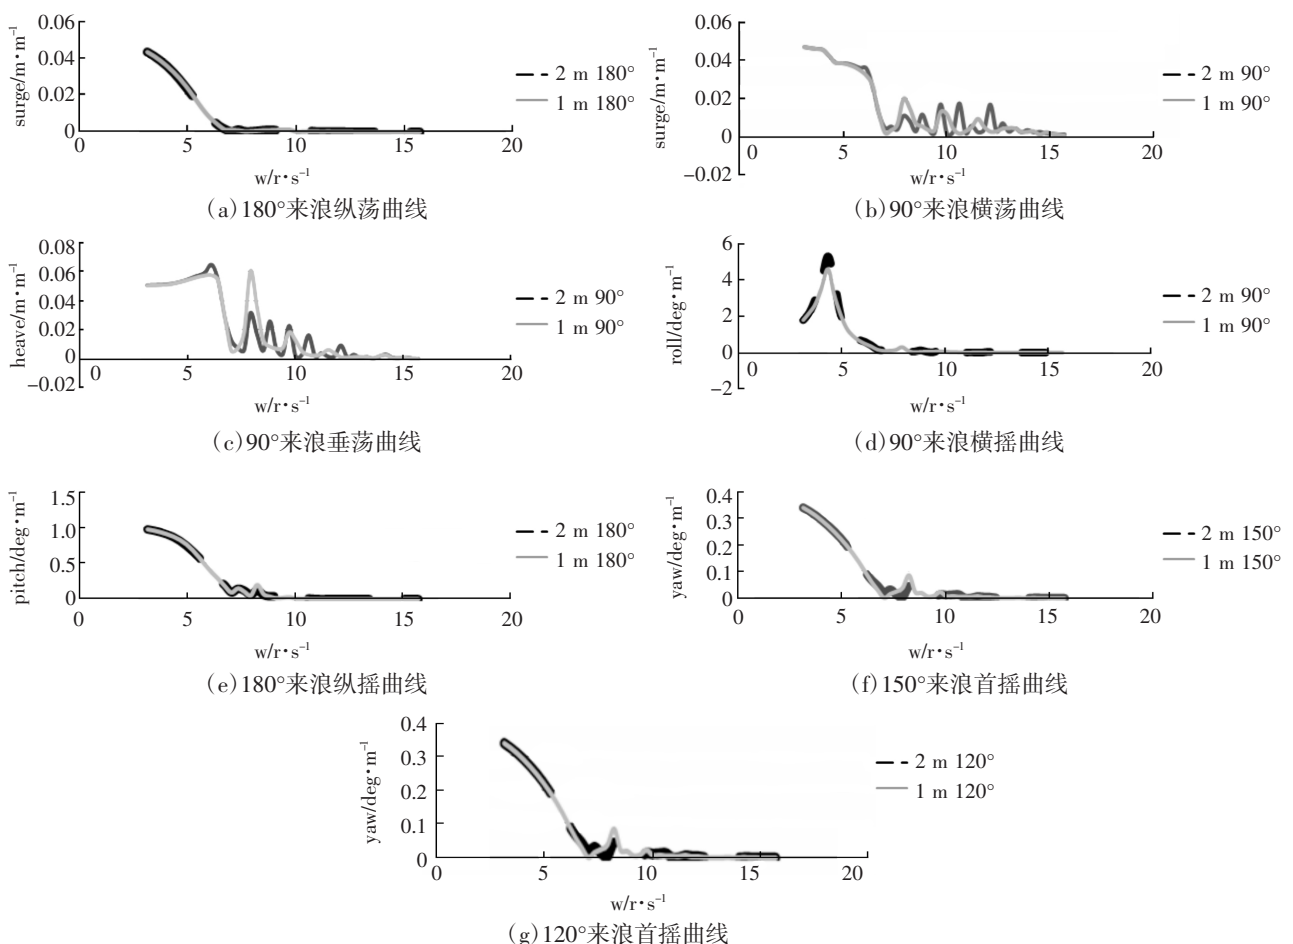 0.06
0.04
0.02
0
surge/m·m⁻¹
0
5
10
15
20
w/r·s⁻¹
2 m 180°
1 m 180°
(a)180°来浪纵荡曲线
0.06
0.04
0.02
0
−0.02
surge/m·m⁻¹
0
5
10
15
20
w/r·s⁻¹
2 m 90°
1 m 90°
(b)90°来浪横荡曲线
0.08
0.06
0.04
0.02
0
−0.02
heave/m·m⁻¹
0
5
10
15
20
w/r·s⁻¹
2 m 90°
1 m 90°
(c)90°来浪垂荡曲线
6
4
2
0
−2
roll/deg·m⁻¹
0
5
10
15
20
w/r·s⁻¹
2 m 90°
1 m 90°
(d)90°来浪横摇曲线
1.5
1.0
0.5
0
pitch/deg·m⁻¹
0
5
10
15
20
w/r·s⁻¹
2 m 180°
1 m 180°
(e)180°来浪纵摇曲线
0.4
0.3
0.2
0.1
0
yaw/deg·m⁻¹
0
5
10
15
20
w/r·s⁻¹
2 m 150°
1 m 150°
(f)150°来浪首摇曲线
0.4
0.3
0.2
0.1
0
yaw/deg·m⁻¹
0
5
10
15
20
w/r·s⁻¹
2 m 120°
1 m 120°
(g)120°来浪首摇曲线